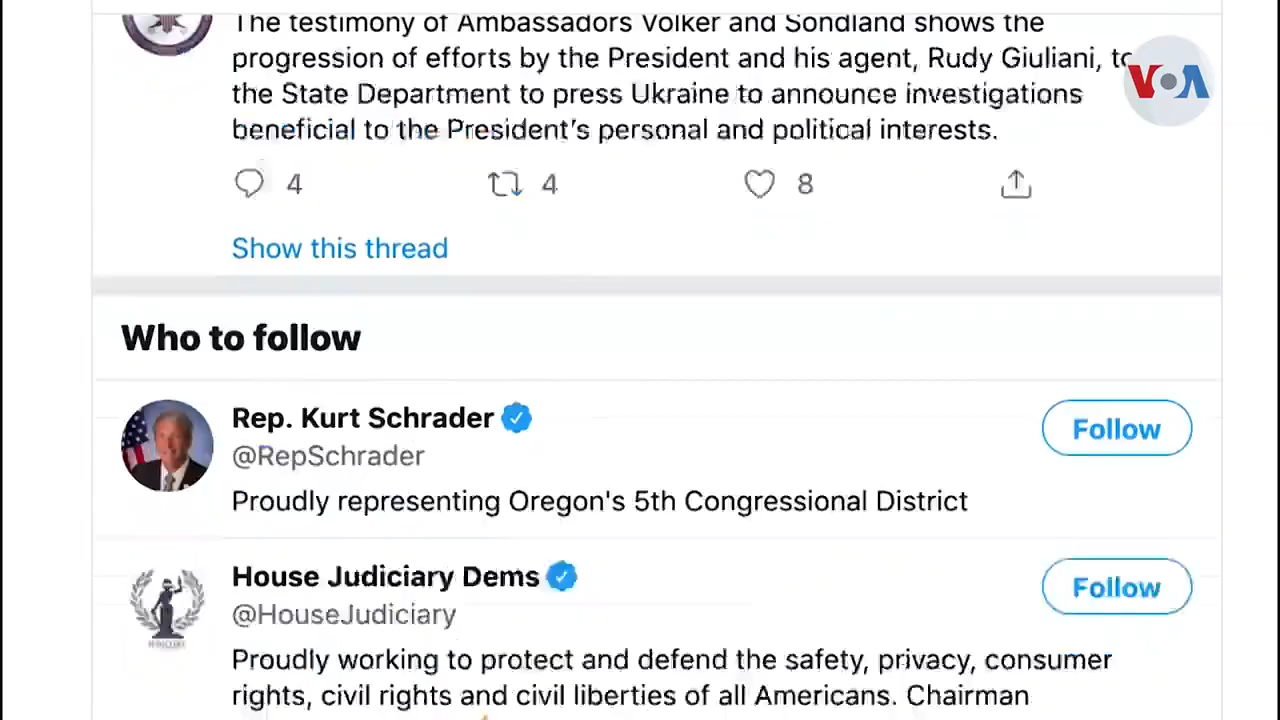 The testimony of Ambassadors Volker and Sondland shows the
progression of efforts by the President and his agent, Rudy Giuliani, to
the State Department to press Ukraine to announce investigations
beneficial to the President's personal and political interests.
VOA
4 4 8
Show this thread
Who to follow
Rep. Kurt Schrader
@RepSchrader
Follow
Proudly representing Oregon's 5th Congressional District
House Judiciary Dems
@HouseJudiciary
Follow
Proudly working to protect and defend the safety, privacy, consumer
rights, civil rights and civil liberties of all Americans. Chairman